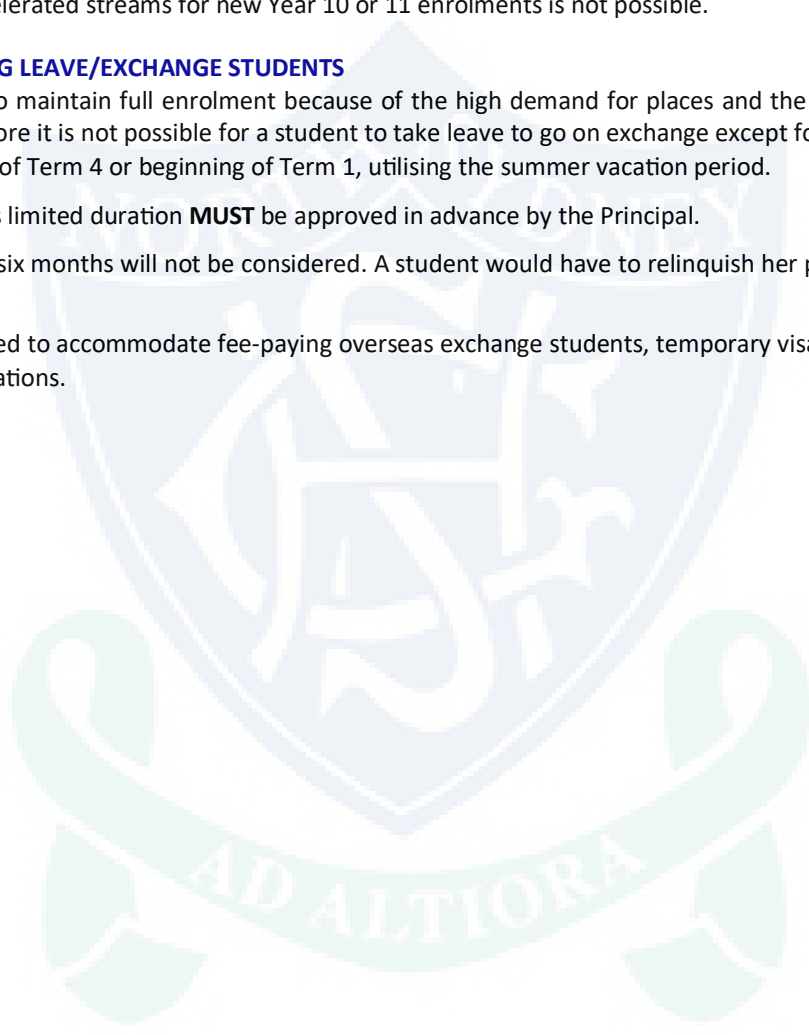 elerated streams for new Year 10 or 11 enrolments is not possible.
G LEAVE/EXCHANGE STUDENTS
o maintain full enrolment because of the high demand for places and the
ore it is not possible for a student to take leave to go on exchange except fo
of Term 4 or beginning of Term 1, utilising the summer vacation period.
s limited duration MUST be approved in advance by the Principal.
six months will not be considered. A student would have to relinquish her p
ed to accommodate fee-paying overseas exchange students, temporary visa
ations.
NORTH SYDNEY
AD ALTIORA